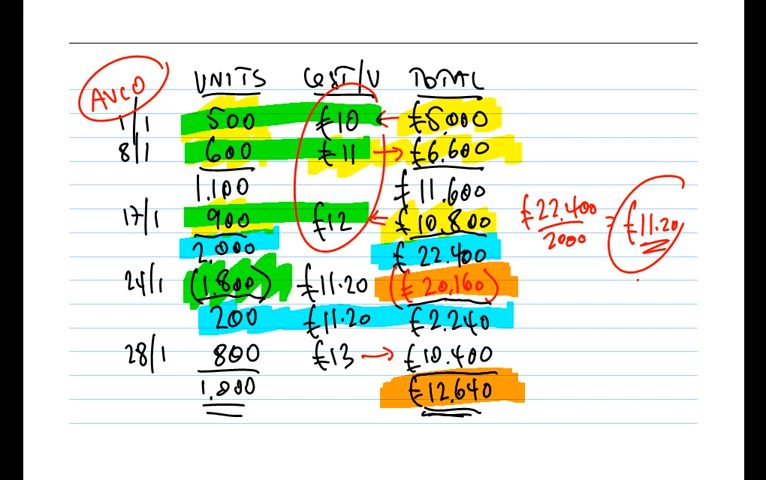 AVCO
UNITS COST/U TOTAL
1/1 500 £10 ← £5.000
8/1 600 £11 → £6.600
1.100 £11.600
17/1 900 £12 ← £10.800
2.000 £22.400
£22.400/2000 = £11.20
24/1 (1.800) £11.20 (£20,160)
200 £11.20 £2.240
28/1 800 £13 → £10.400
1.000 £12.640